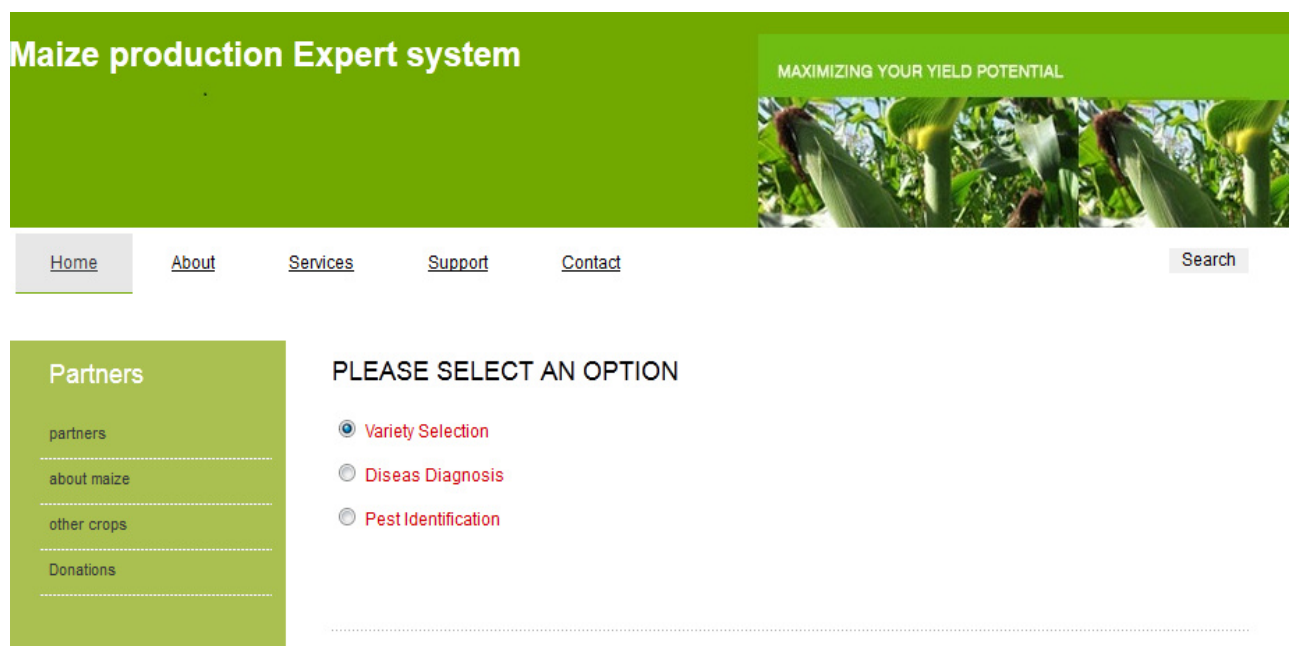 Maize production Expert system
MAXIMIZING YOUR YIELD POTENTIAL
Home About Services Support Contact Search
Partners
partners
about maize
other crops
Donations
PLEASE SELECT AN OPTION
Variety Selection
Diseas Diagnosis
Pest Identification